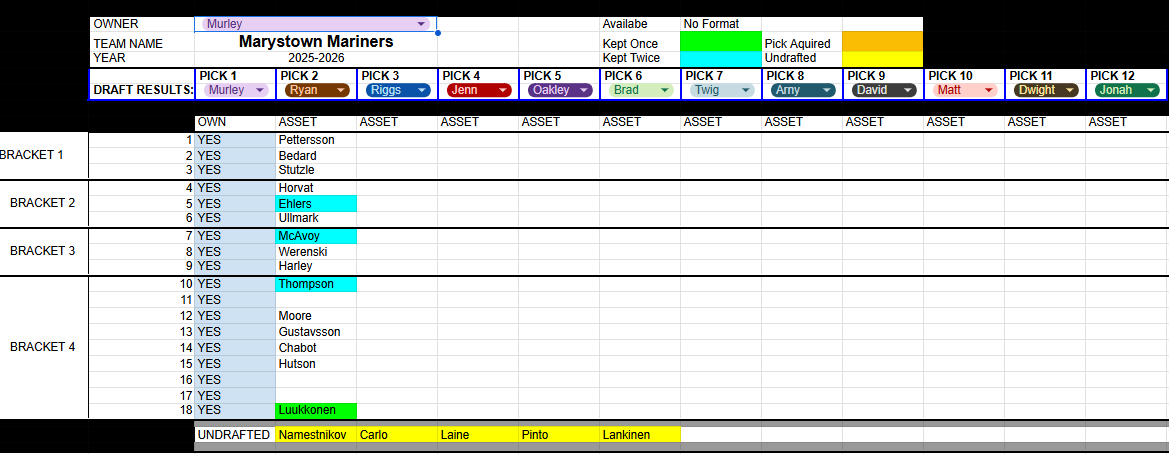 OWNER Murley Availabe No Format
TEAM NAME Marystown Mariners Kept Once Pick Aquired
YEAR 2025-2026 Kept Twice Undrafted
PICK 1 PICK 2 PICK 3 PICK 4 PICK 5 PICK 6 PICK 7 PICK 8 PICK 9 PICK 10 PICK 11 PICK 12
DRAFT RESULTS: Murley Ryan Riggs Jenn Oakley Brad Twig Arny David Matt Dwight Jonah
OWN ASSET ASSET ASSET ASSET ASSET ASSET ASSET ASSET ASSET ASSET ASSET
1 YES Pettersson
BRACKET 1 2 YES Bedard
3 YES Stutzle
4 YES Horvat
BRACKET 2 5 YES Ehlers
6 YES Ullmark
7 YES McAvoy
BRACKET 3 8 YES Werenski
9 YES Harley
10 YES Thompson
11 YES
12 YES Moore
13 YES Gustavsson
BRACKET 4 14 YES Chabot
15 YES Hutson
16 YES
17 YES
18 YES Luukkonen
UNDRAFTED Namestnikov Carlo Laine Pinto Lankinen